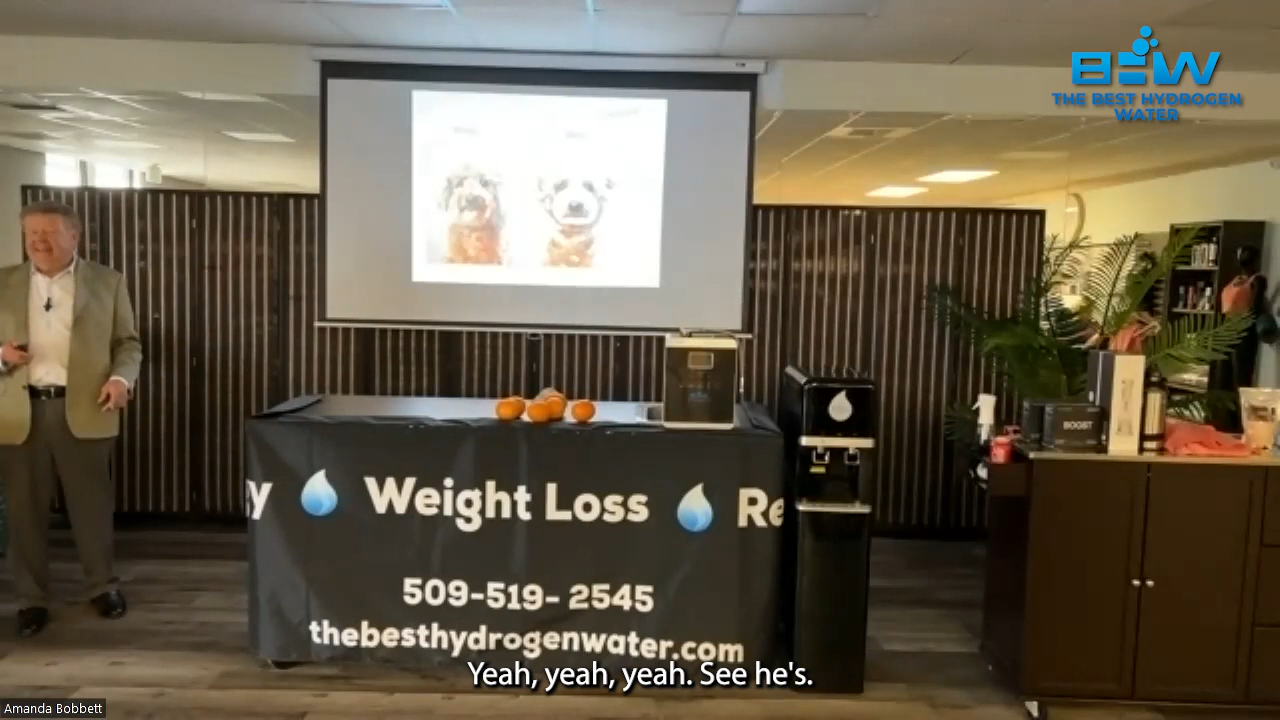 BHW
THE BEST HYDROGEN
WATER
BOOST
y Weight Loss Re
509-519- 2545
thebesthydrogenwater.com
Yeah, yeah, yeah. See he's.
Amanda Bobbett